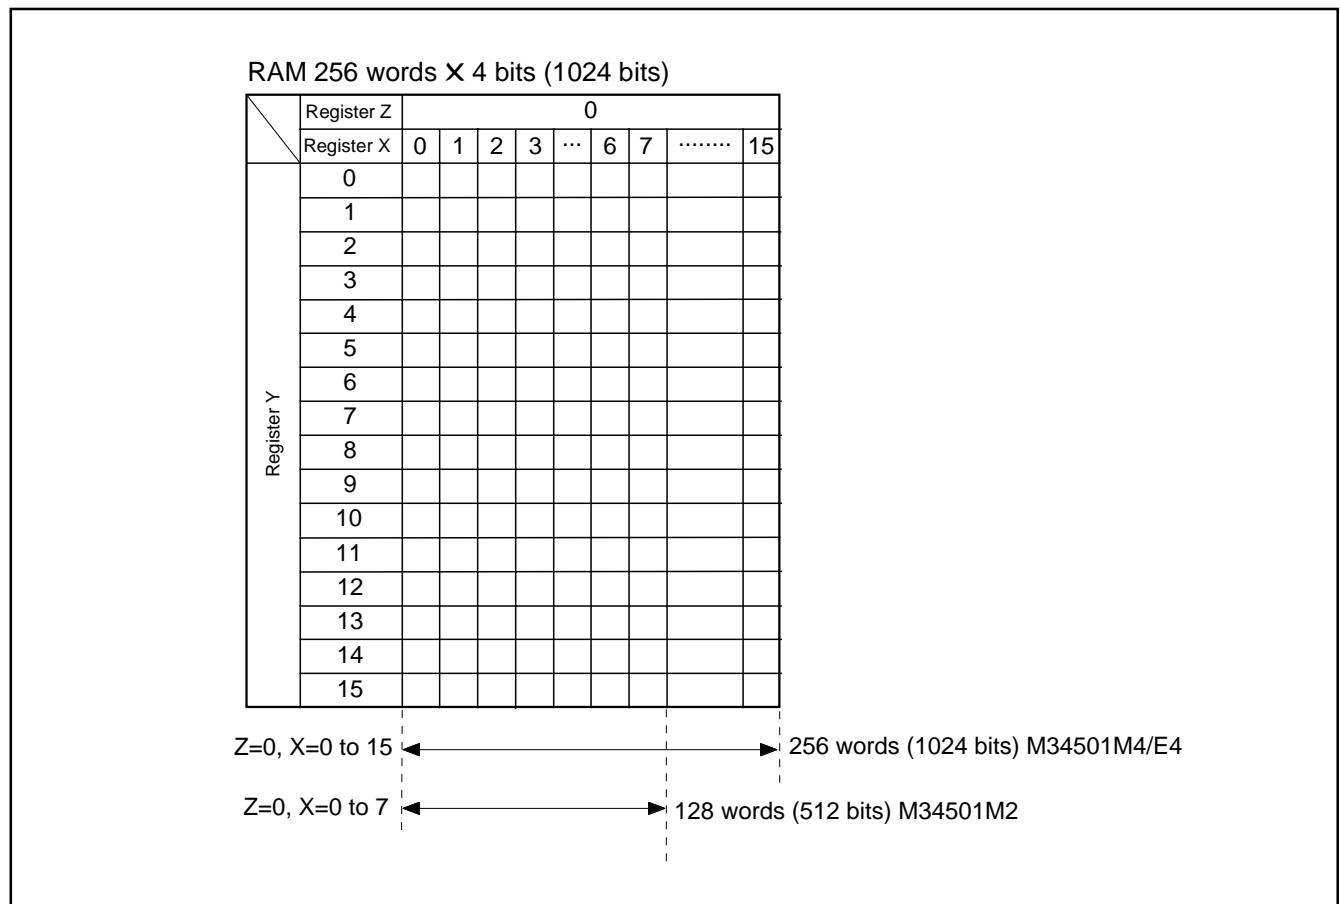 RAM 256 words × 4 bits (1024 bits)
Register Z 0
Register X 0 1 2 3 ... 6 7 ........ 15
Register Y
0
1
2
3
4
5
6
7
8
9
10
11
12
13
14
15
Z=0, X=0 to 15 256 words (1024 bits) M34501M4/E4
Z=0, X=0 to 7 128 words (512 bits) M34501M2